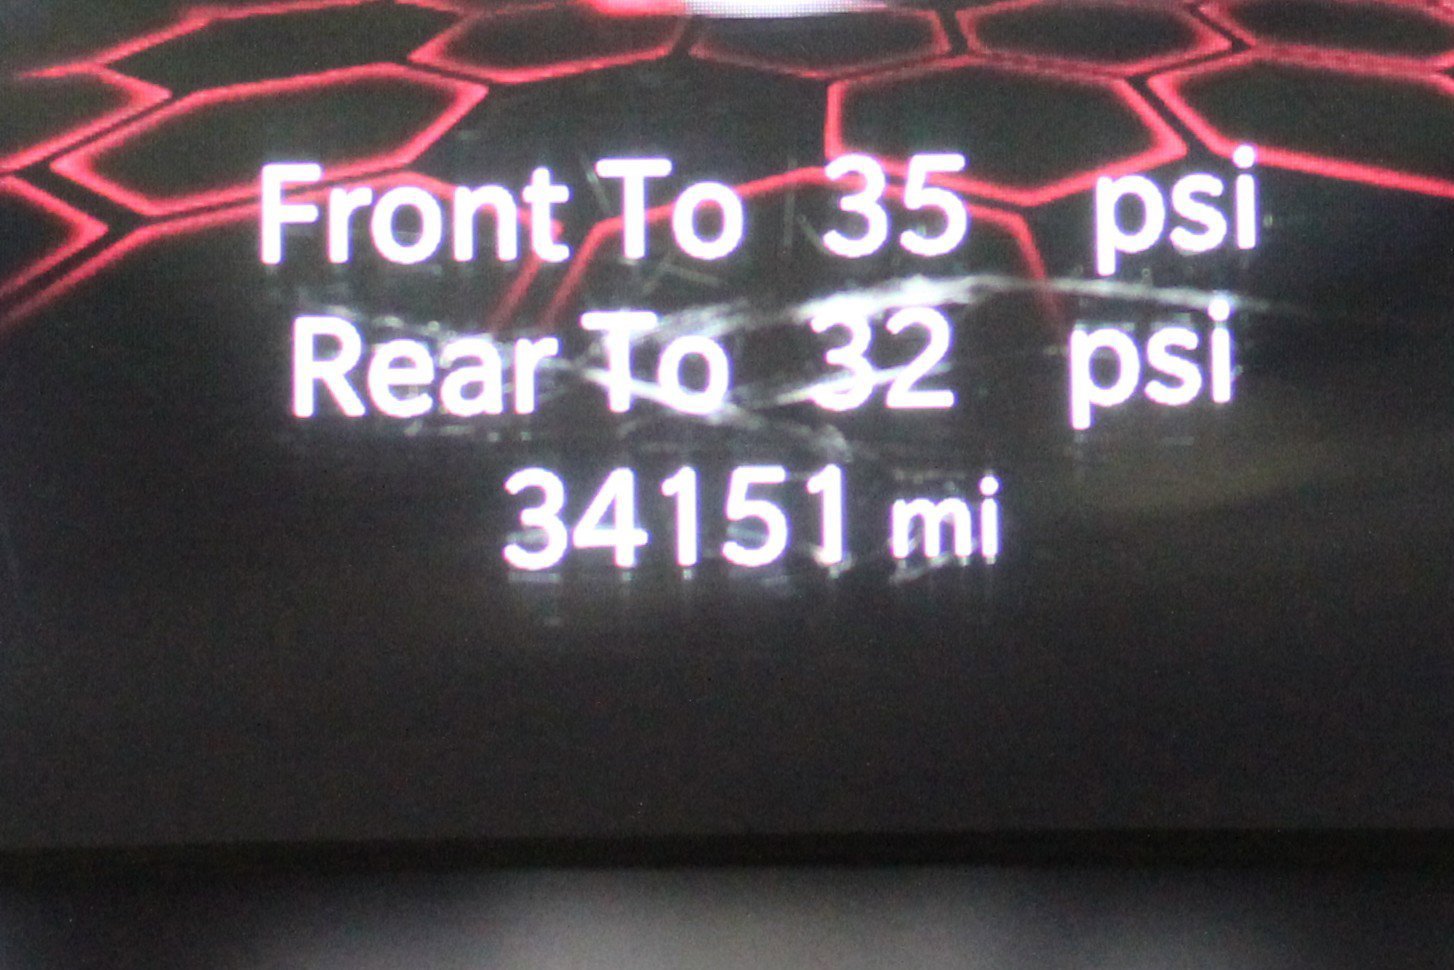 Front To 35 psi
Rear To 32 psi
34151 mi